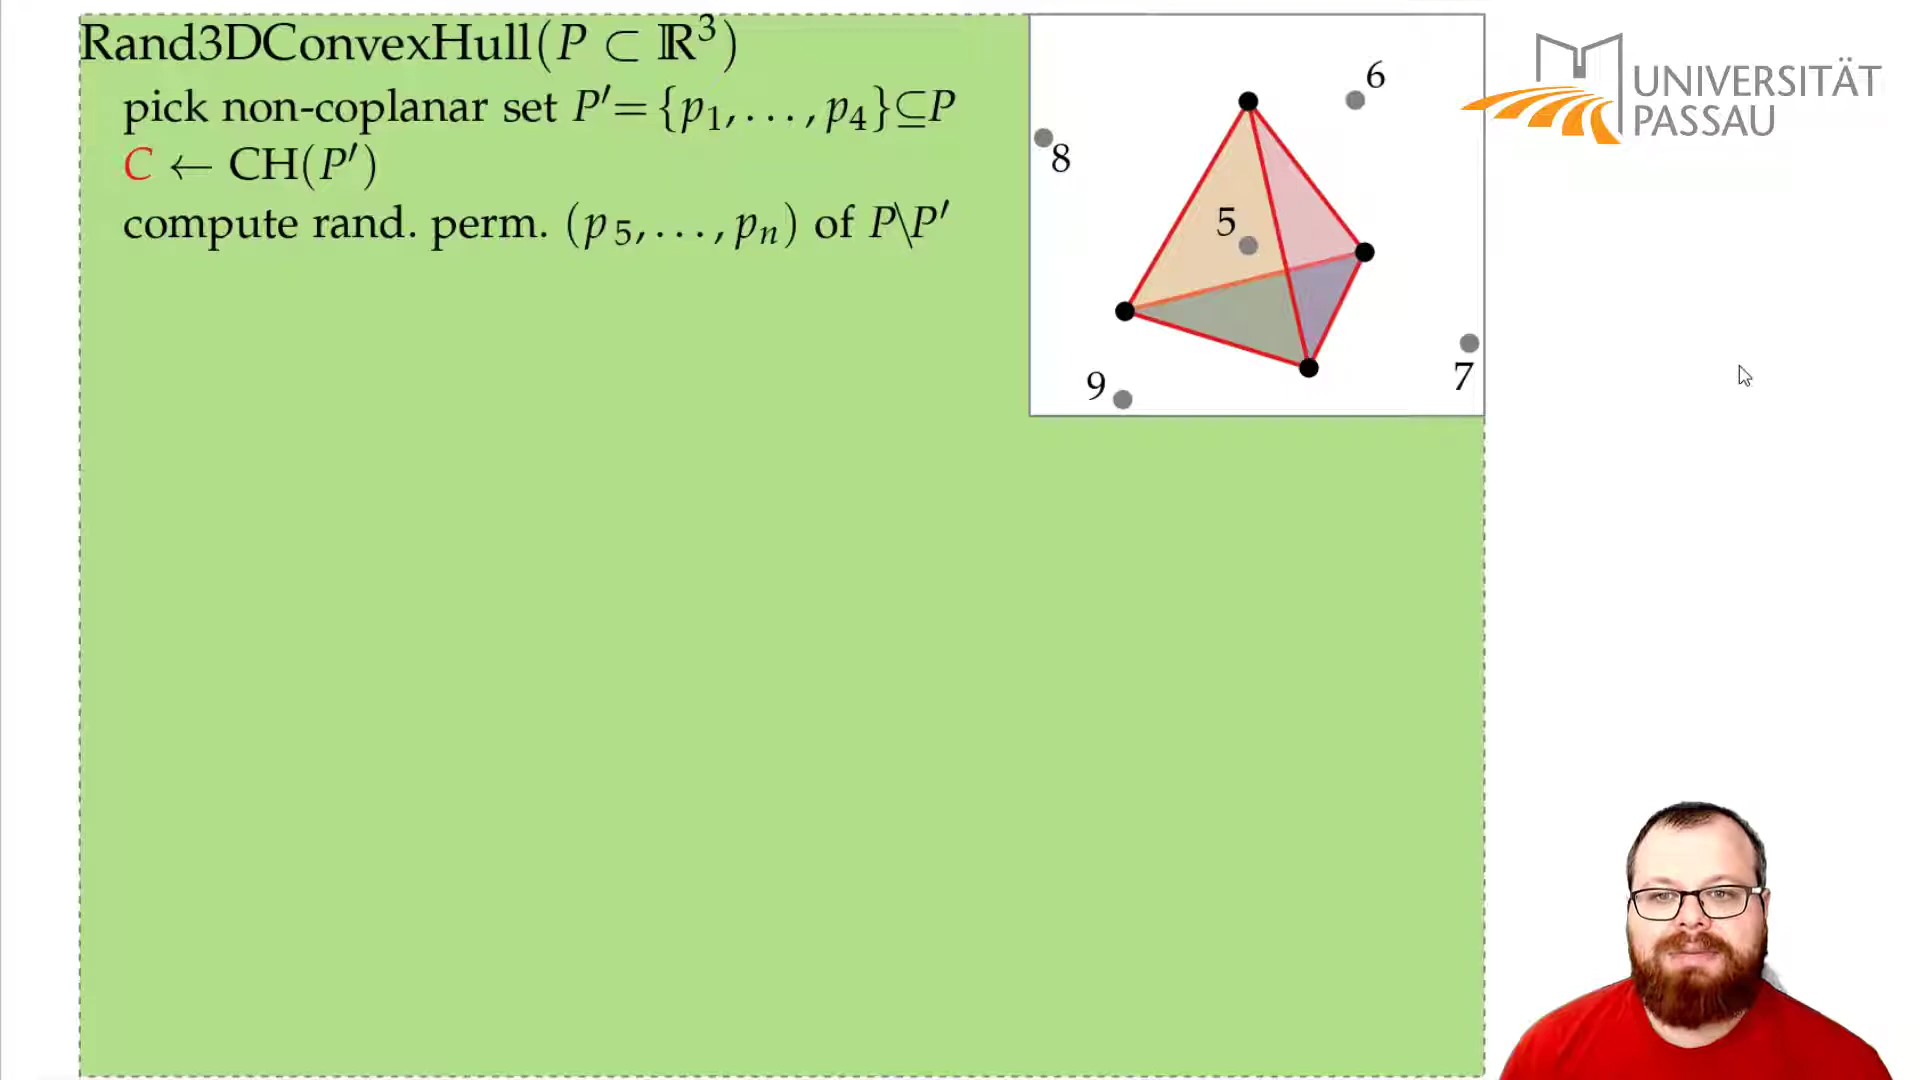 Rand3DConvexHull(P ⊂ ℝ³)
pick non-coplanar set P′= {p₁, . . . , p₄}⊆P
C ← CH(P′)
compute rand. perm. (p₅, . . . , pₙ) of P\P′
6
8
5
9
7
UNIVERSITÄT
PASSAU